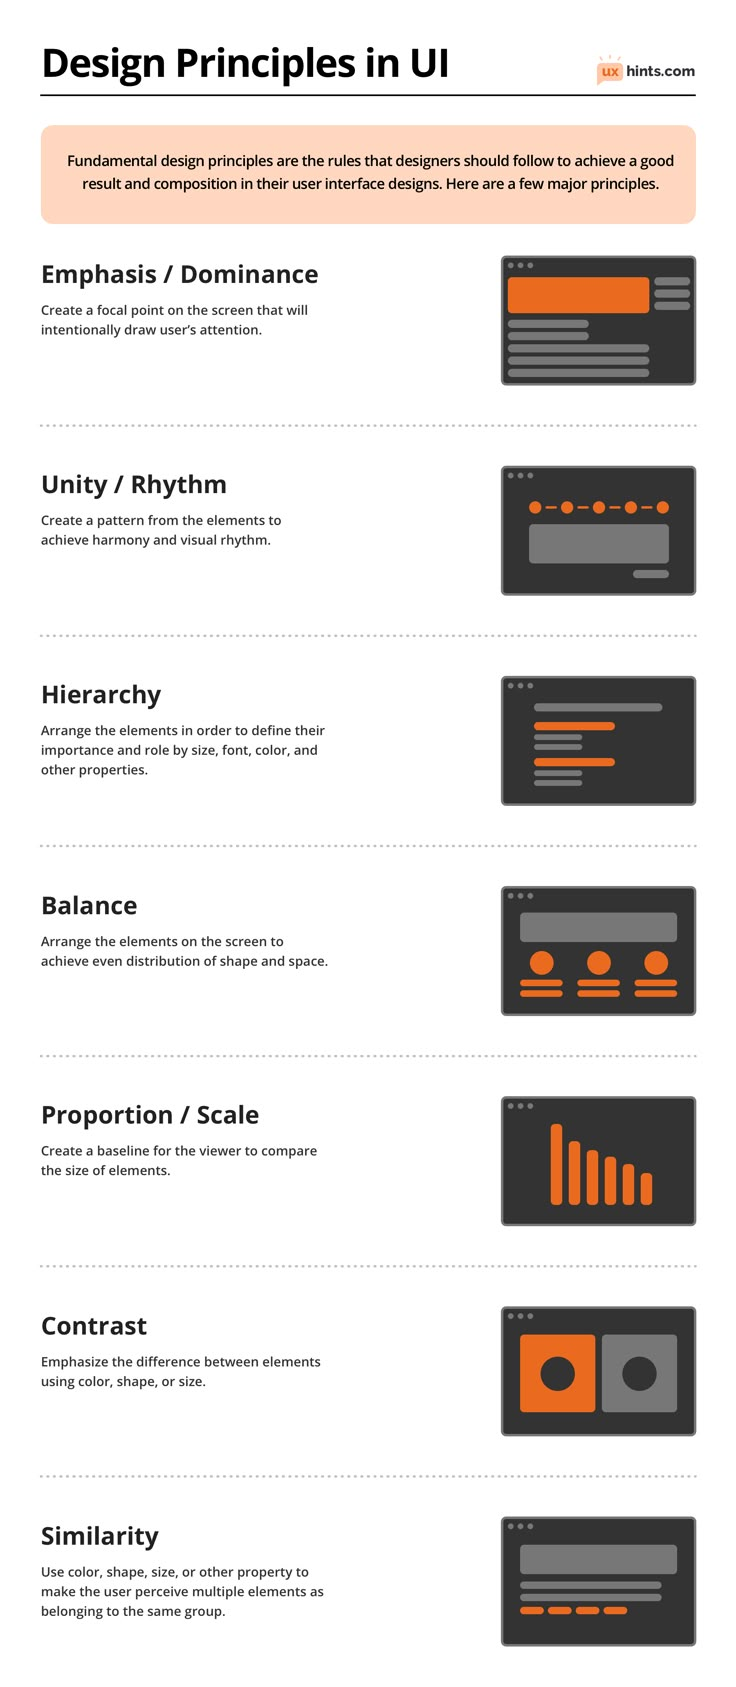 Design Principles in UI
ux hints.com
Fundamental design principles are the rules that designers should follow to achieve a good
result and composition in their user interface designs. Here are a few major principles.
Emphasis / Dominance
Create a focal point on the screen that will
intentionally draw user’s attention.
Unity / Rhythm
Create a pattern from the elements to
achieve harmony and visual rhythm.
Hierarchy
Arrange the elements in order to define their
importance and role by size, font, color, and
other properties.
Balance
Arrange the elements on the screen to
achieve even distribution of shape and space.
Proportion / Scale
Create a baseline for the viewer to compare
the size of elements.
Contrast
Emphasize the difference between elements
using color, shape, or size.
Similarity
Use color, shape, size, or other property to
make the user perceive multiple elements as
belonging to the same group.